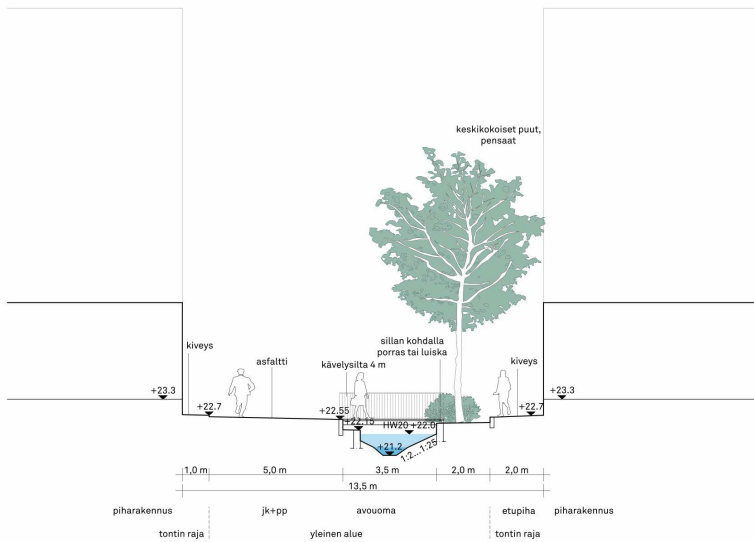 keskikokoiset puut,
pensaat
sillan kohdalla
porras tai luiska
kiveys
asfaltti
kävelysilta 4 m
kiveys
+23.3
+22.7
+22.55
+22.15
HW20 +22.0
+22.7
+23.3
+21.2
1:2...1:25
1,0 m
5,0 m
3,5 m
2,0 m
2,0 m
13,5 m
piharakennus
jk+pp
avouoma
etupiha
piharakennus
tontin raja
yleinen alue
tontin raja